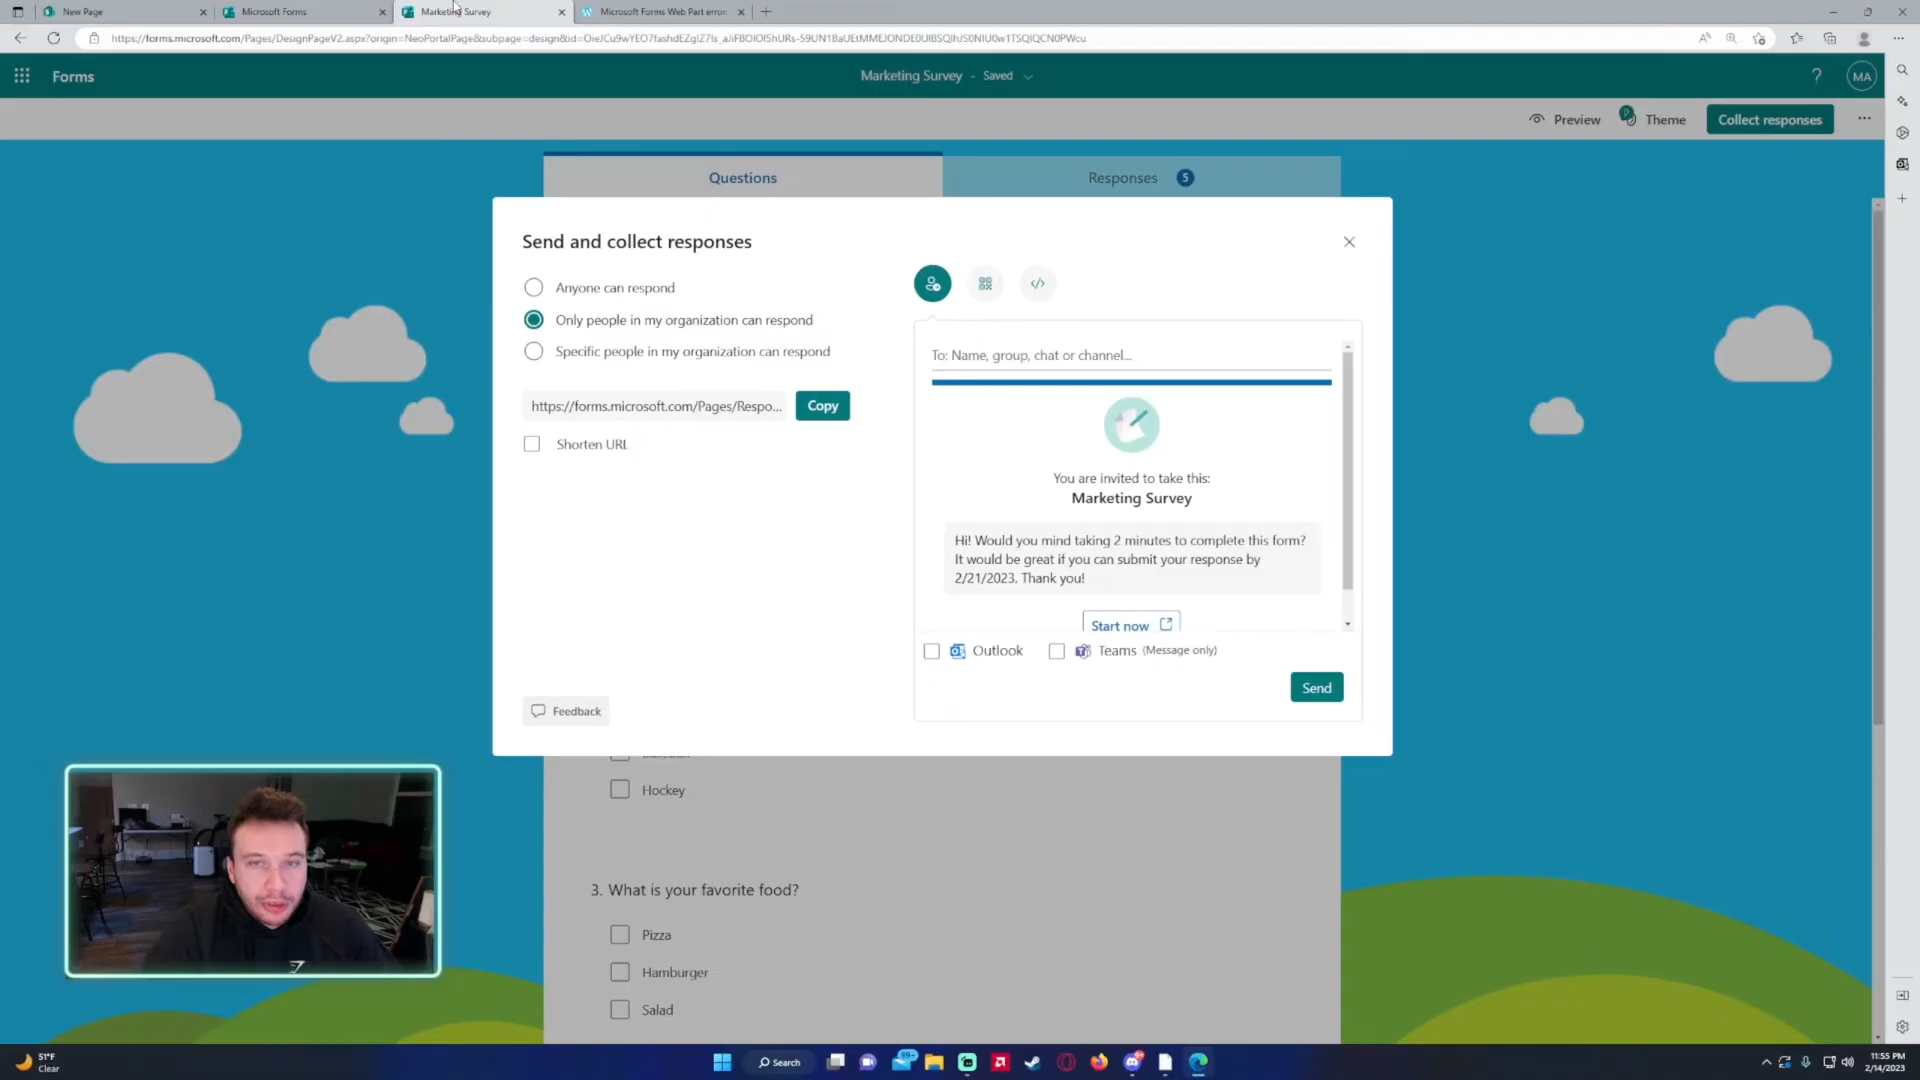 New Page
Microsoft Forms
Marketing Survey
Microsoft Forms Web Part error
Forms
Marketing Survey - Saved
?
MA
Preview
Theme
Collect responses
Questions
Responses 5
Send and collect responses
Anyone can respond
Only people in my organization can respond
Specific people in my organization can respond
https://forms.microsoft.com/Pages/Respo...
Copy
Shorten URL
To: Name, group, chat or channel...
You are invited to take this:
Marketing Survey
Hi! Would you mind taking 2 minutes to complete this form?
It would be great if you can submit your response by
2/21/2023. Thank you!
Start now
Outlook
Teams (Message only)
Send
Feedback
Hockey
3. What is your favorite food?
Pizza
Hamburger
Salad
51°F
Clear
Search
99+
11:55 PM
2/14/2023